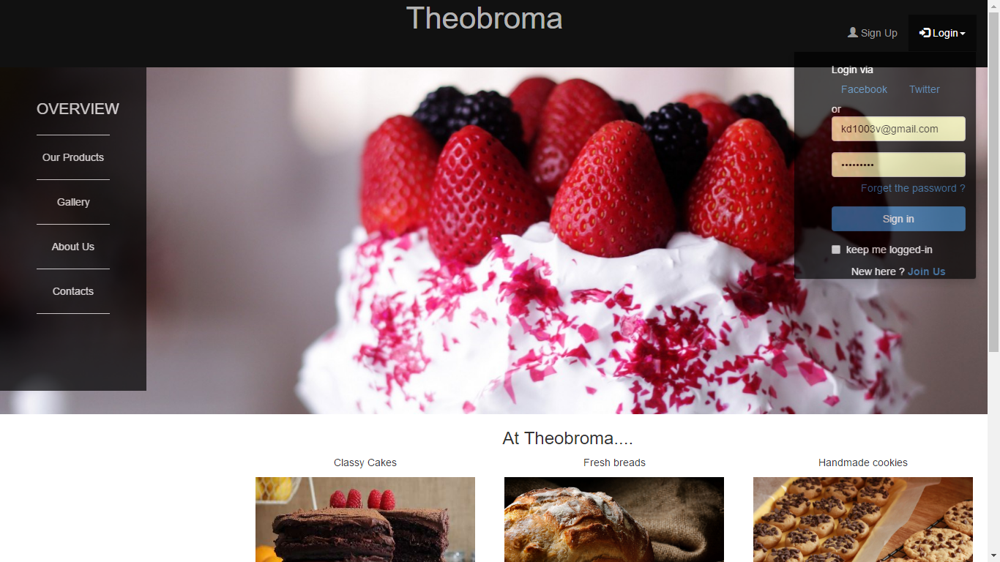 Theobroma
Sign Up
Login
Login via
Facebook Twitter
or
kd1003v@gmail.com
•••••••••
Forget the password ?
Sign in
keep me logged-in
New here ? Join Us
OVERVIEW
Our Products
Gallery
About Us
Contacts
At Theobroma....
Classy Cakes
Fresh breads
Handmade cookies